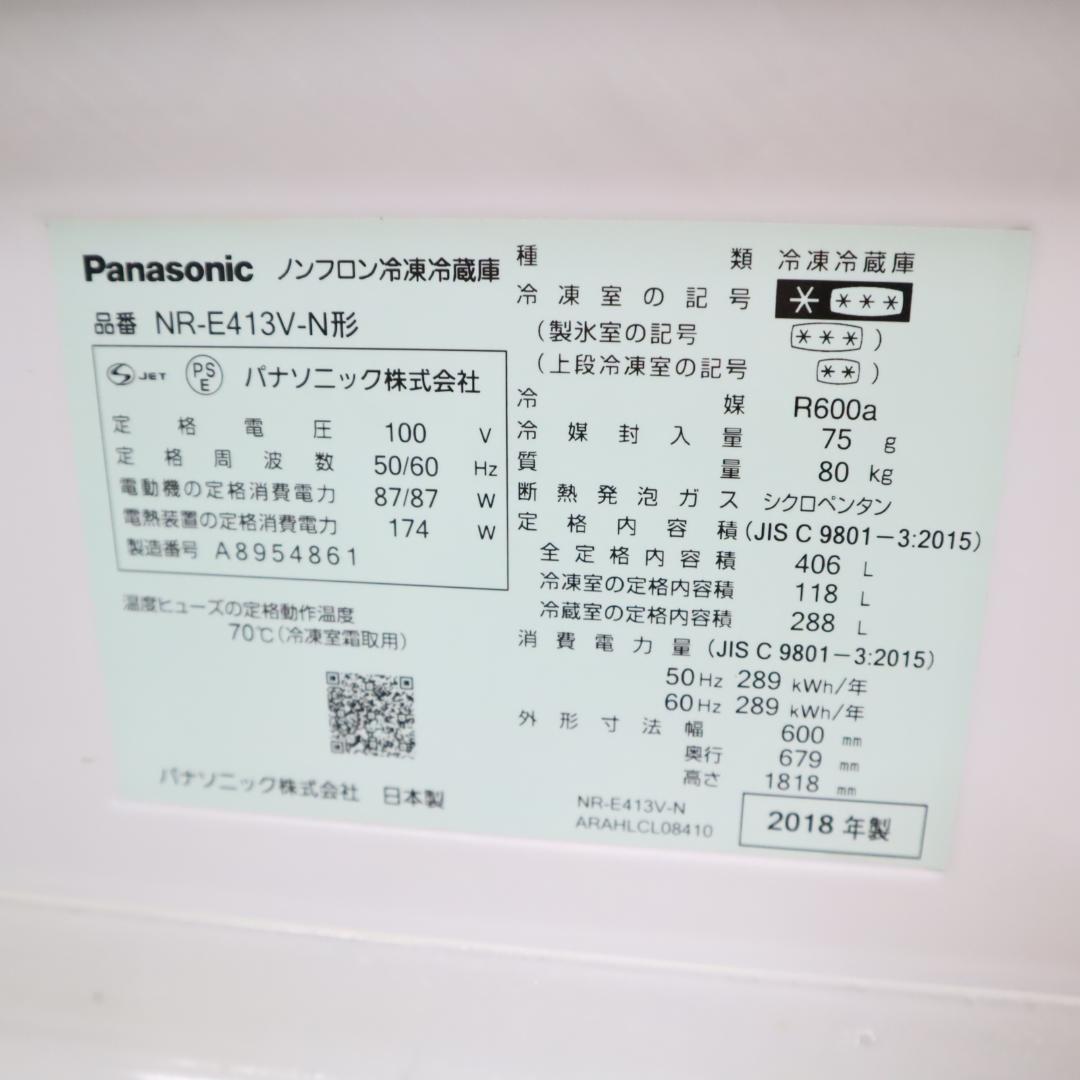 Panasonic ノンフロン冷凍冷蔵庫
品番 NR-E413V-N形
S JET PS E パナソニック株式会社
定格電圧 100 V
定格周波数 50/60 Hz
電動機の定格消費電力 87/87 W
電熱装置の定格消費電力 174 W
製造番号 A8954861
温度ヒューズの定格動作温度
70℃(冷凍室霜取用)
パナソニック株式会社 日本製
種類 冷凍冷蔵庫
冷凍室の記号 * ***
(製氷室の記号 ***)
(上段冷凍室の記号 **)
冷媒 R600a
冷媒封入量 75 g
質量 80 kg
断熱発泡ガス シクロペンタン
定格内容積(JIS C 9801-3:2015)
全定格内容積 406 L
冷凍室の定格内容積 118 L
冷蔵室の定格内容積 288 L
消費電力量(JIS C 9801-3:2015)
50Hz 289 kWh/年
60Hz 289 kWh/年
外形寸法 幅 600 mm
奥行 679 mm
高さ 1818 mm
NR-E413V-N
ARAHLCL08410
2018年製